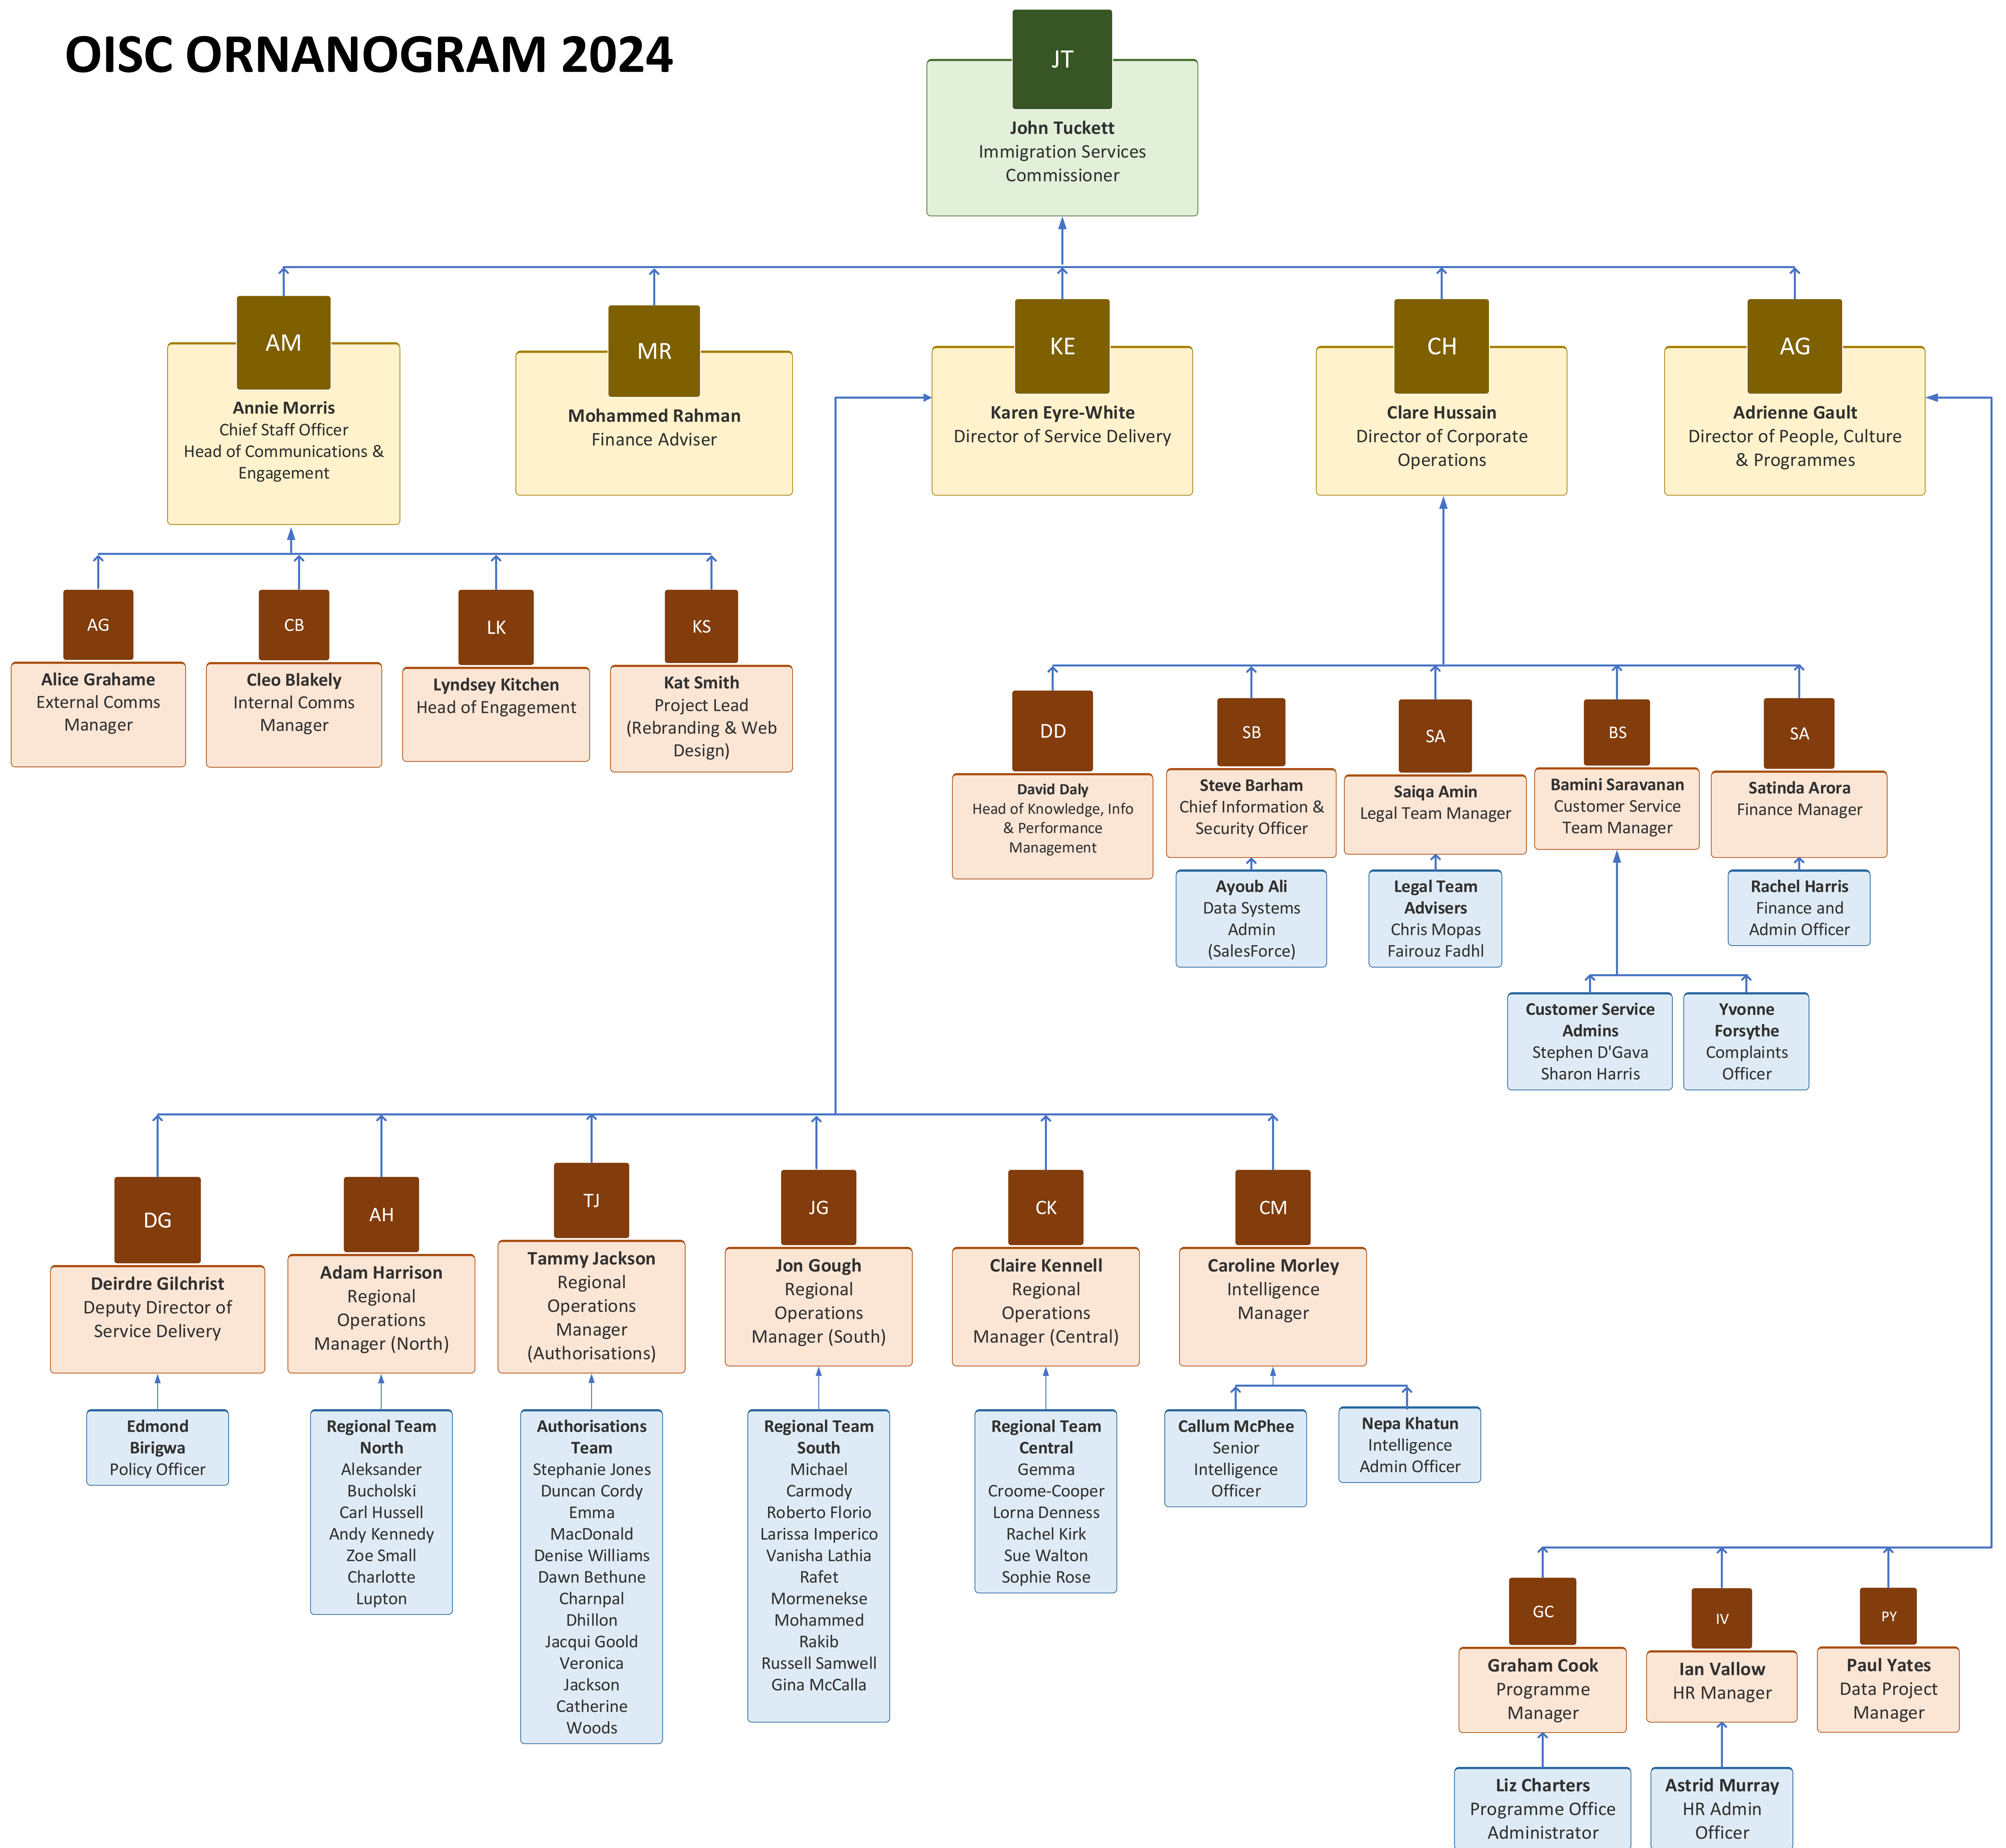 OISC ORNANOGRAM 2024
JT
John Tuckett
Immigration Services
Commissioner
AM
Annie Morris
Chief Staff Officer
Head of Communications &
Engagement
MR
Mohammed Rahman
Finance Adviser
KE
Karen Eyre-White
Director of Service Delivery
CH
Clare Hussain
Director of Corporate
Operations
AG
Adrienne Gault
Director of People, Culture
& Programmes
AG
Alice Grahame
External Comms
Manager
CB
Cleo Blakely
Internal Comms
Manager
LK
Lyndsey Kitchen
Head of Engagement
KS
Kat Smith
Project Lead
(Rebranding & Web
Design)
DD
David Daly
Head of Knowledge, Info
& Performance
Management
SB
Steve Barham
Chief Information &
Security Officer
SA
Saiqa Amin
Legal Team Manager
BS
Bamini Saravanan
Customer Service
Team Manager
SA
Satinda Arora
Finance Manager
Ayoub Ali
Data Systems
Admin
(SalesForce)
Legal Team
Advisers
Chris Mopas
Fairouz Fadhl
Rachel Harris
Finance and
Admin Officer
Customer Service
Admins
Stephen D'Gava
Sharon Harris
Yvonne
Forsythe
Complaints
Officer
DG
Deirdre Gilchrist
Deputy Director of
Service Delivery
AH
Adam Harrison
Regional
Operations
Manager (North)
TJ
Tammy Jackson
Regional
Operations
Manager
(Authorisations)
JG
Jon Gough
Regional
Operations
Manager (South)
CK
Claire Kennell
Regional
Operations
Manager (Central)
CM
Caroline Morley
Intelligence
Manager
Edmond
Birigwa
Policy Officer
Regional Team
North
Aleksander
Bucholski
Carl Hussell
Andy Kennedy
Zoe Small
Charlotte
Lupton
Authorisations
Team
Stephanie Jones
Duncan Cordy
Emma
MacDonald
Denise Williams
Dawn Bethune
Charnpal
Dhillon
Jacqui Goold
Veronica
Jackson
Catherine
Woods
Regional Team
South
Michael
Carmody
Roberto Florio
Larissa Imperico
Vanisha Lathia
Rafet
Mormenekse
Mohammed
Rakib
Russell Samwell
Gina McCalla
Regional Team
Central
Gemma
Croome-Cooper
Lorna Denness
Rachel Kirk
Sue Walton
Sophie Rose
Callum McPhee
Senior
Intelligence
Officer
Nepa Khatun
Intelligence
Admin Officer
GC
Graham Cook
Programme
Manager
IV
Ian Vallow
HR Manager
PY
Paul Yates
Data Project
Manager
Liz Charters
Programme Office
Administrator
Astrid Murray
HR Admin
Officer